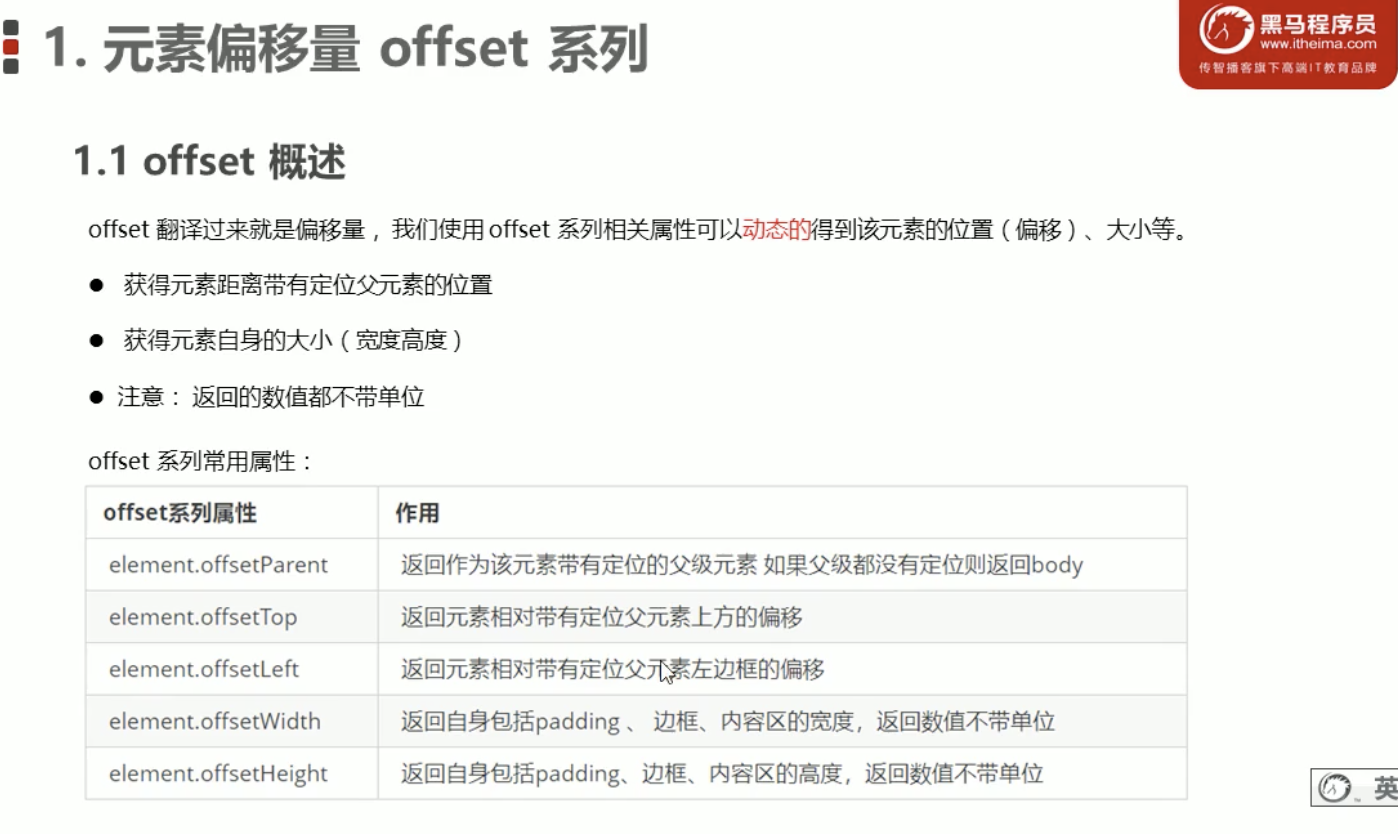 1. 元素偏移量 offset 系列
黑马程序员
www.itheima.com
传智播客旗下高端IT教育品牌
1.1 offset 概述
offset 翻译过来就是偏移量，我们使用 offset 系列相关属性可以动态的得到该元素的位置（偏移）、大小等。
● 获得元素距离带有定位父元素的位置
● 获得元素自身的大小（宽度高度）
● 注意： 返回的数值都不带单位
offset 系列常用属性：
offset系列属性 作用
element.offsetParent 返回作为该元素带有定位的父级元素 如果父级都没有定位则返回body
element.offsetTop 返回元素相对带有定位父元素上方的偏移
element.offsetLeft 返回元素相对带有定位父元素左边框的偏移
element.offsetWidth 返回自身包括padding 、 边框、内容区的宽度，返回数值不带单位
element.offsetHeight 返回自身包括padding、边框、内容区的高度，返回数值不带单位
英